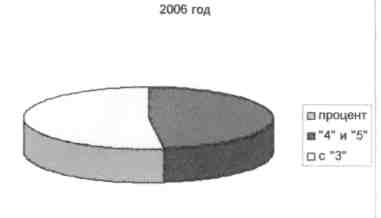 2006 год
процент
"4" и "5"
с "3"